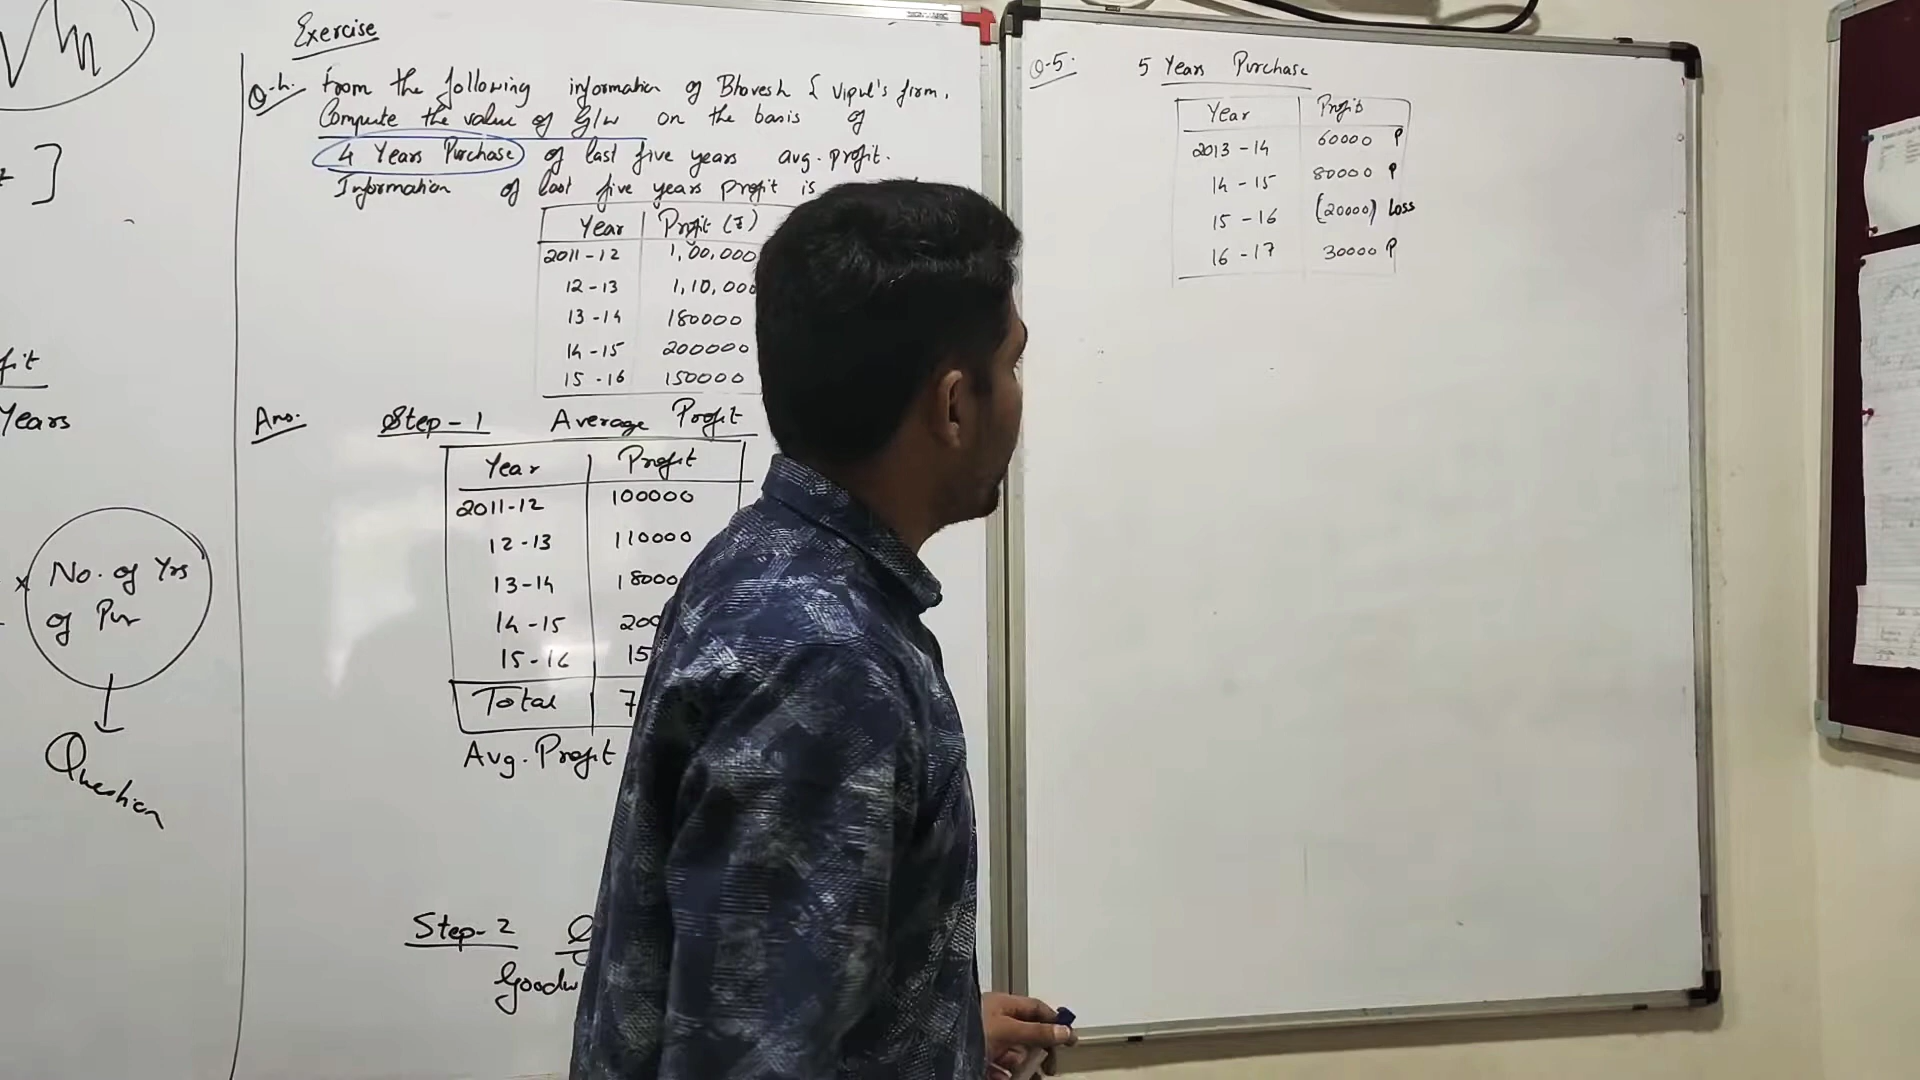 Exercise
Q-4. From the following information of Bhavesh & Vipul's firm,
Compute the value of G/w on the basis of
4 Years Purchase of last five years avg. profit.
Information of last five years profit is
Year Profit (₹)
2011-12 1,00,000
12-13 1,10,000
13-14 180000
14-15 200000
15-16 150000
Ans. Step-1 Average Profit
Year Profit
2011-12 100000
12-13 110000
13-14 18000
14-15 200
15-16 15
Total 7
Avg. Profit
Step-2
Goodw
Years
× No. of Yrs
of Pur
Question
Q-5. 5 Years Purchase
Year Profit
2013-14 60000 P
14-15 80000 P
15-16 (20000) Loss
16-17 30000 P